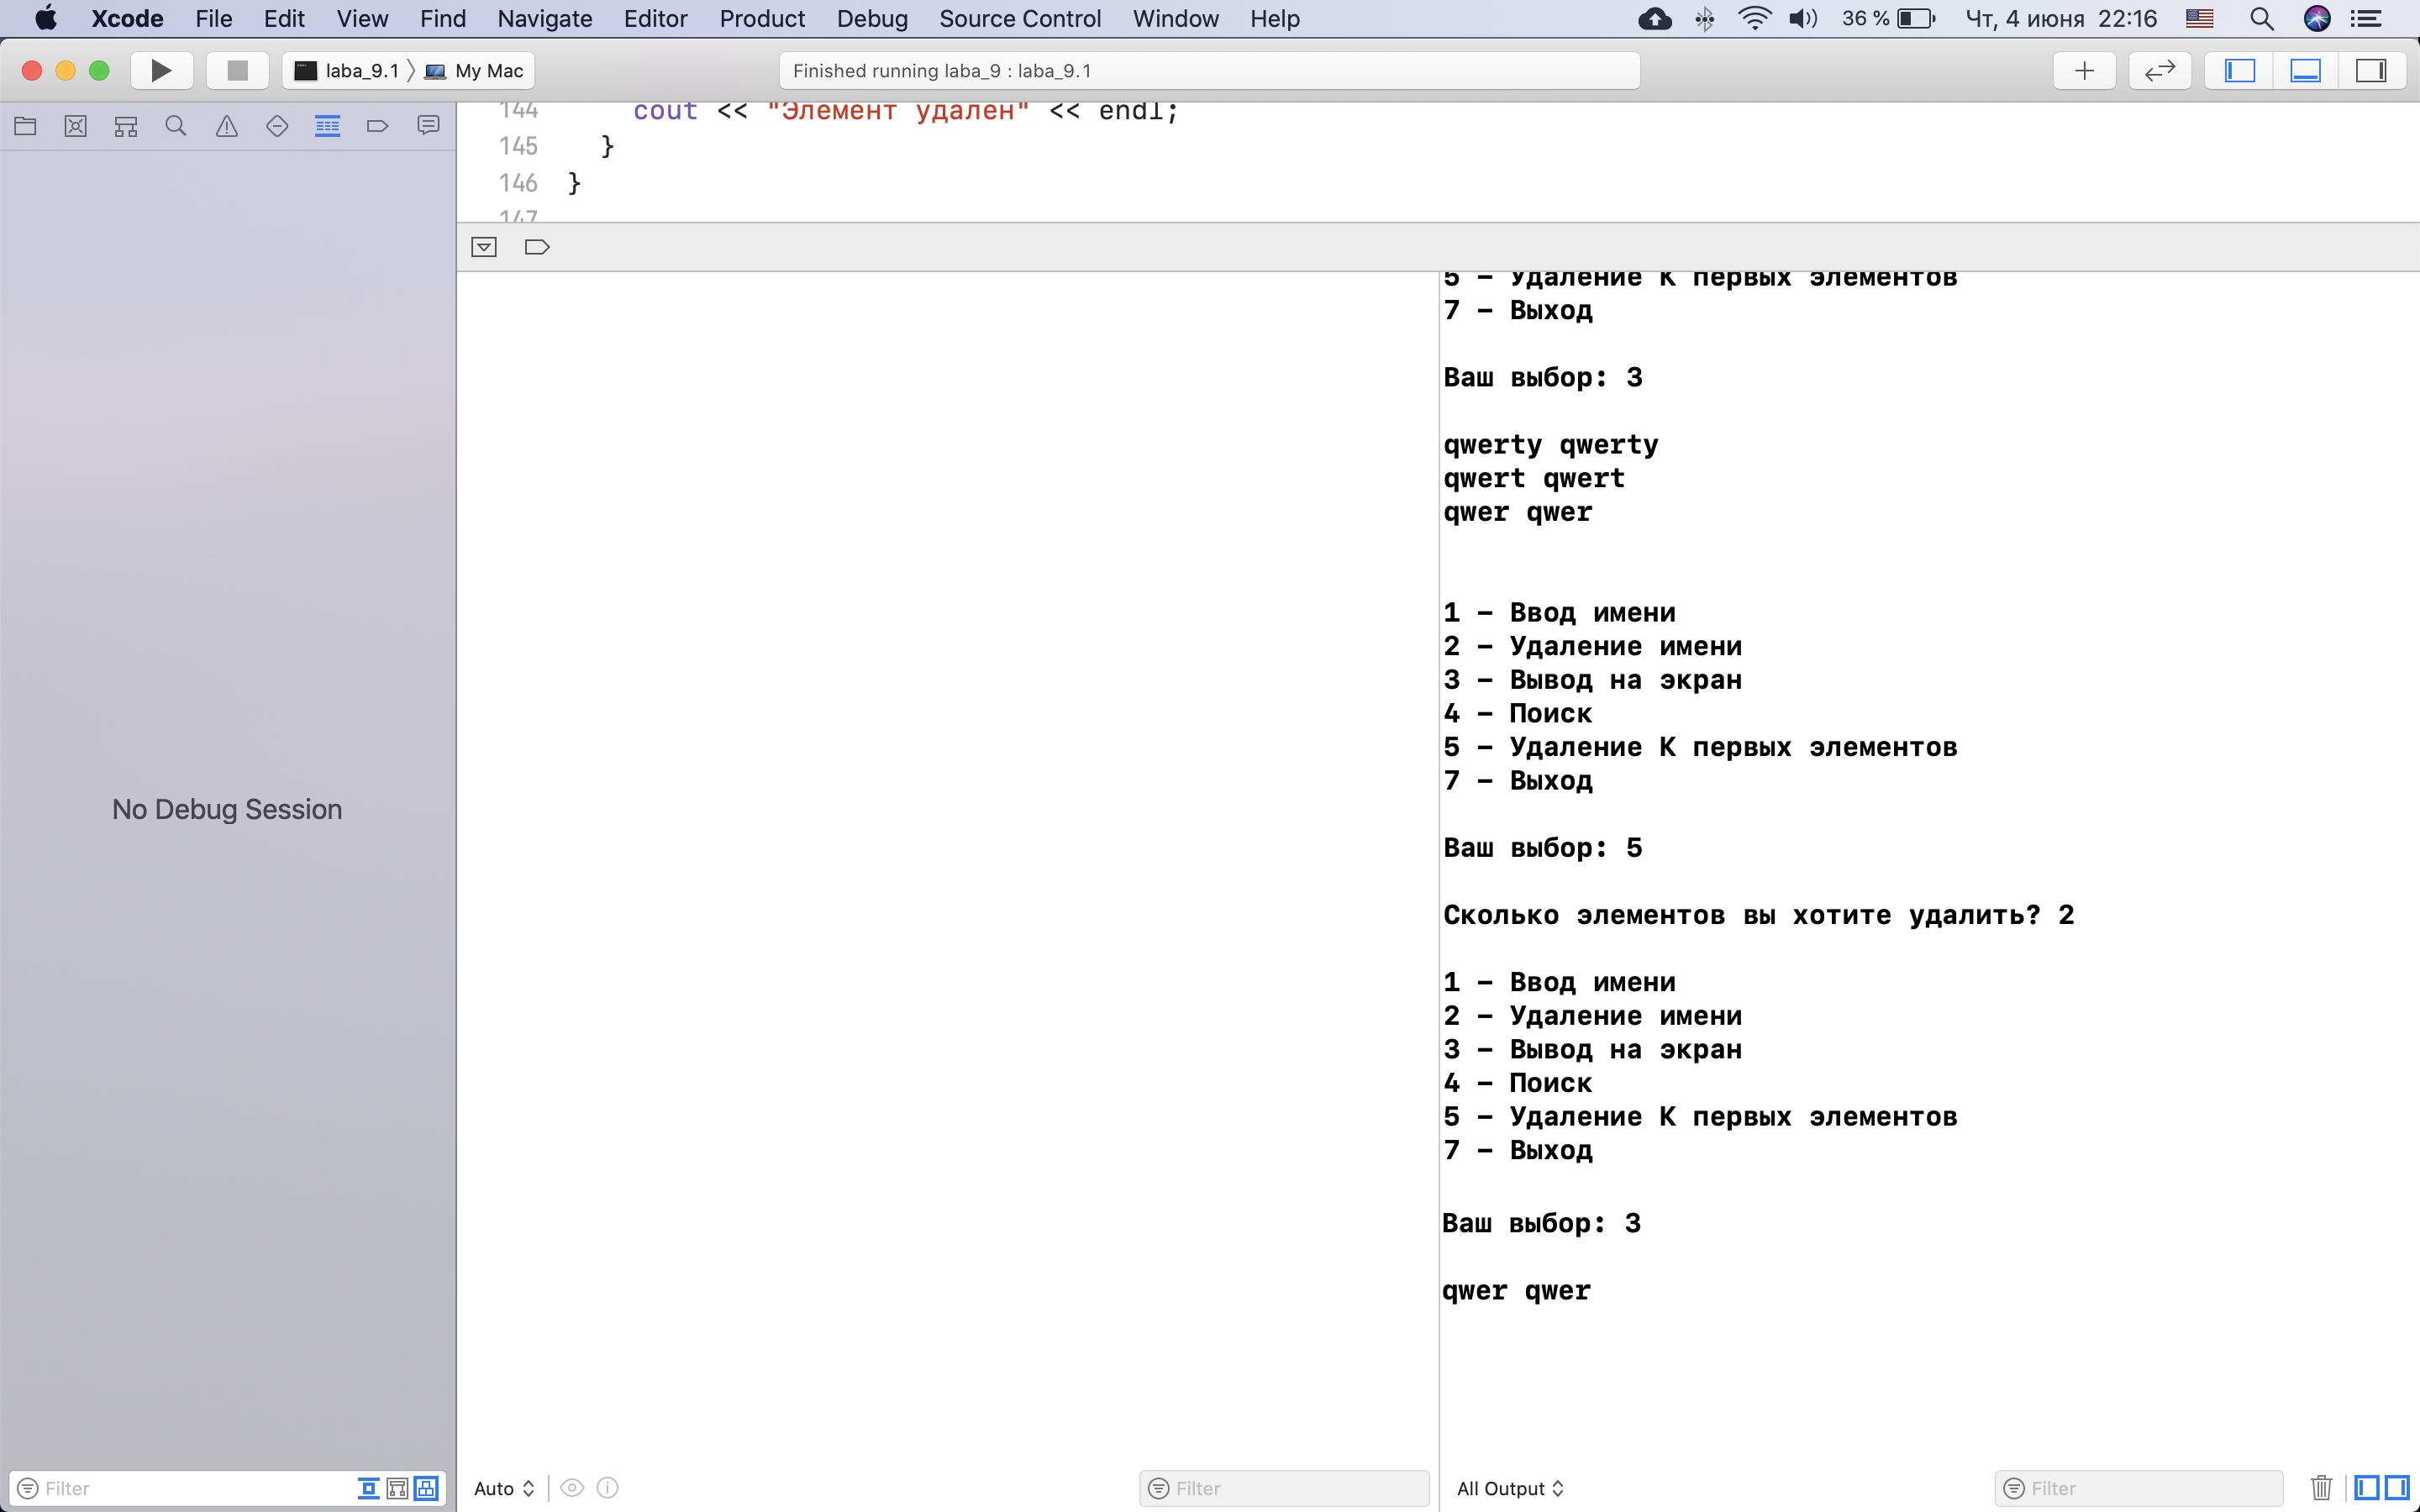 Xcode File Edit View Find Navigate Editor Product Debug Source Control Window Help 36 % Чт, 4 июня 22:16
laba_9.1 My Mac Finished running laba_9 : laba_9.1
144 cout << "Элемент удален" << endl;
145 }
146 }
147
No Debug Session
5 – Удаление К первых элементов
7 – Выход
Ваш выбор: 3
qwerty qwerty
qwert qwert
qwer qwer
1 – Ввод имени
2 – Удаление имени
3 – Вывод на экран
4 – Поиск
5 – Удаление К первых элементов
7 – Выход
Ваш выбор: 5
Сколько элементов вы хотите удалить? 2
1 – Ввод имени
2 – Удаление имени
3 – Вывод на экран
4 – Поиск
5 – Удаление К первых элементов
7 – Выход
Ваш выбор: 3
qwer qwer
Filter Auto Filter All Output Filter